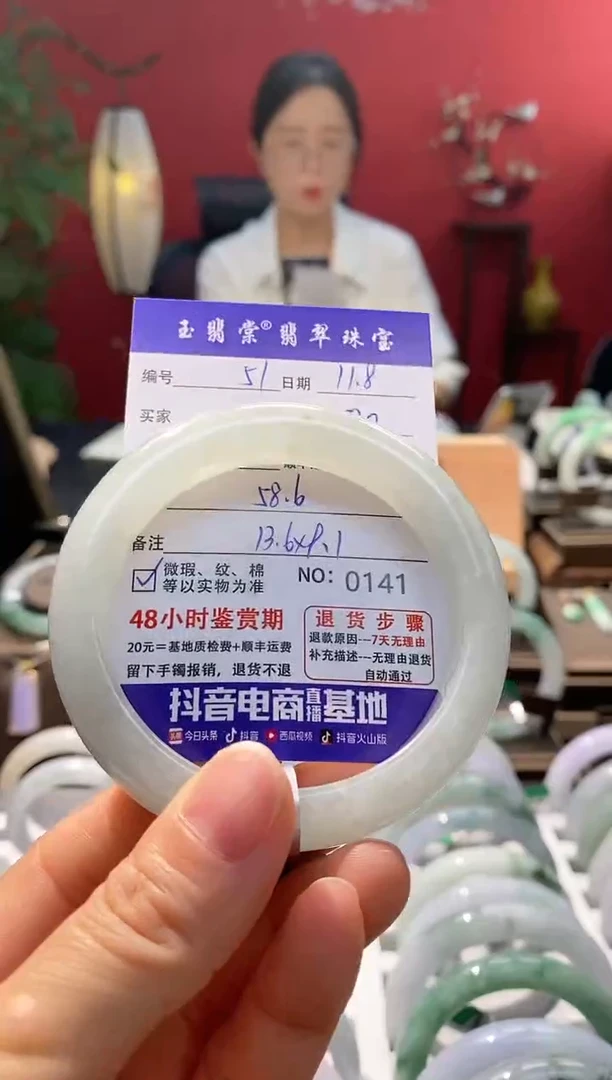 玉翡棠®翡翠珠宝
编号 51 日期 11.8
买家
58.6
备注 13.6x9.1
微瑕、纹、棉
等以实物为准
NO: 0141
48小时鉴赏期
20元=基地质检费+顺丰运费
留下手镯报销，退货不退
退货步骤
退款原因---7天无理由
补充描述---无理由退货
自动通过
抖音电商直播基地
头条 今日头条 抖音 西瓜视频 抖音火山版